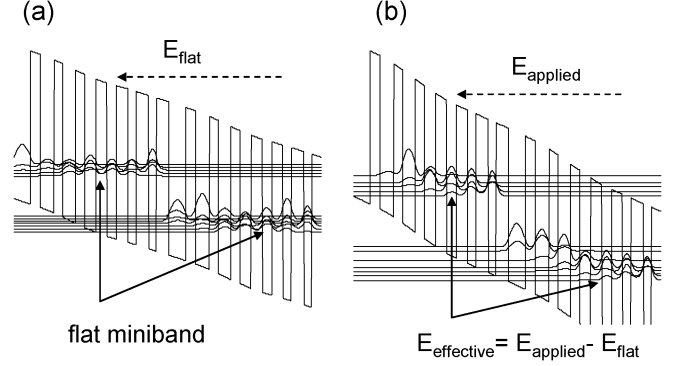 (a)
E_flat
flat miniband
(b)
E_applied
E_effective = E_applied - E_flat